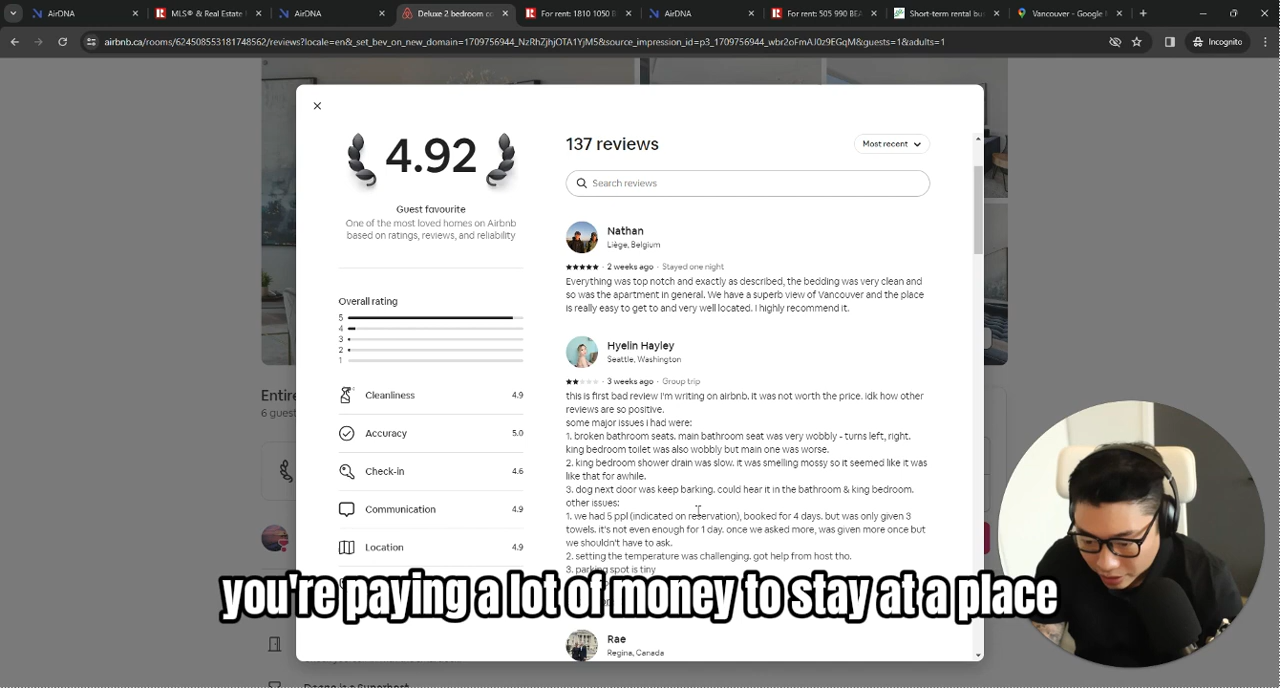 AirDNA
MLS® & Real Estate
AirDNA
Deluxe 2 bedroom co
For rent: 1810 1050 B
AirDNA
For rent: 505 990 BEA
Short-term rental bus
Vancouver - Google
airbnb.ca/rooms/624508553181748562/reviews?locale=en&_set_bev_on_new_domain=1709756944_NzRhZjhjOTA1YjM5&source_impression_id=p3_1709756944_wbr2oFmAJ0z9EGqM&guests=1&adults=1
Incognito
4.92
Guest favourite
One of the most loved homes on Airbnb
based on ratings, reviews, and reliability
Overall rating
5
4
3
2
1
Cleanliness 4.9
Accuracy 5.0
Check-in 4.6
Communication 4.9
Location 4.9
137 reviews
Most recent
Search reviews
Nathan
Liège, Belgium
★★★★★ · 2 weeks ago · Stayed one night
Everything was top notch and exactly as described, the bedding was very clean and
so was the apartment in general. We have a superb view of Vancouver and the place
is really easy to get to and very well located. I highly recommend it.
Hyelin Hayley
Seattle, Washington
★★★★★ · 3 weeks ago · Group trip
this is first bad review i'm writing on airbnb. it was not worth the price. idk how other
reviews are so positive.
some major issues i had were:
1. broken bathroom seats. main bathroom seat was very wobbly - turns left, right.
king bedroom toilet was also wobbly but main one was worse.
2. king bedroom shower drain was slow. it was smelling mossy so it seemed like it was
like that for awhile.
3. dog next door was keep barking. could hear it in the bathroom & king bedroom.
other issues:
1. we had 5 ppl (indicated on reservation), booked for 4 days. but was only given 3
towels. it's not even enough for 1 day. once we asked more, was given more once but
we shouldn't have to ask.
2. setting the temperature was challenging. got help from host tho.
3. parking spot is tiny
Rae
Regina, Canada
Entire
6 guest
you're paying a lot of money to stay at a place